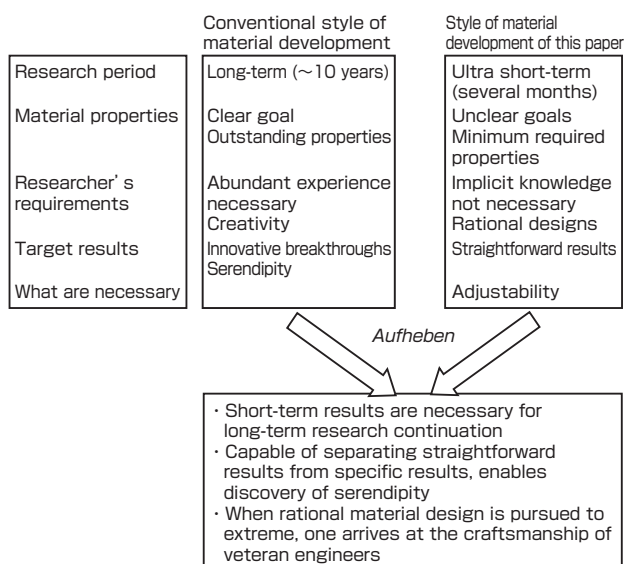 Conventional style of
material development
Style of material
development of this paper
Research period
Material properties
Researcher's
requirements
Target results
What are necessary
Long-term (~10 years)
Clear goal
Outstanding properties
Abundant experience
necessary
Creativity
Innovative breakthroughs
Serendipity
Ultra short-term
(several months)
Unclear goals
Minimum required
properties
Implicit knowledge
not necessary
Rational designs
Straightforward results
Adjustability
Aufheben
・Short-term results are necessary for
long-term research continuation
・Capable of separating straightforward
results from specific results, enables
discovery of serendipity
・When rational material design is pursued to
extreme, one arrives at the craftsmanship of
veteran engineers